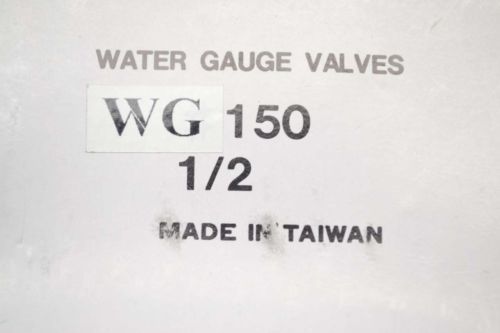 WATER GAUGE VALVES
WG 150
1/2
MADE IN TAIWAN